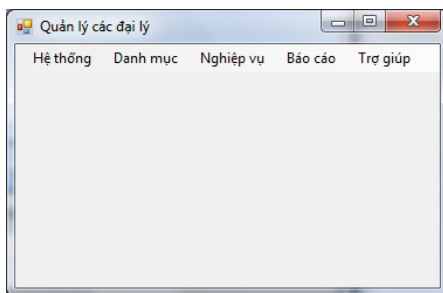 Quản lý các đại lý
Hệ thống Danh mục Nghiệp vụ Báo cáo Trợ giúp